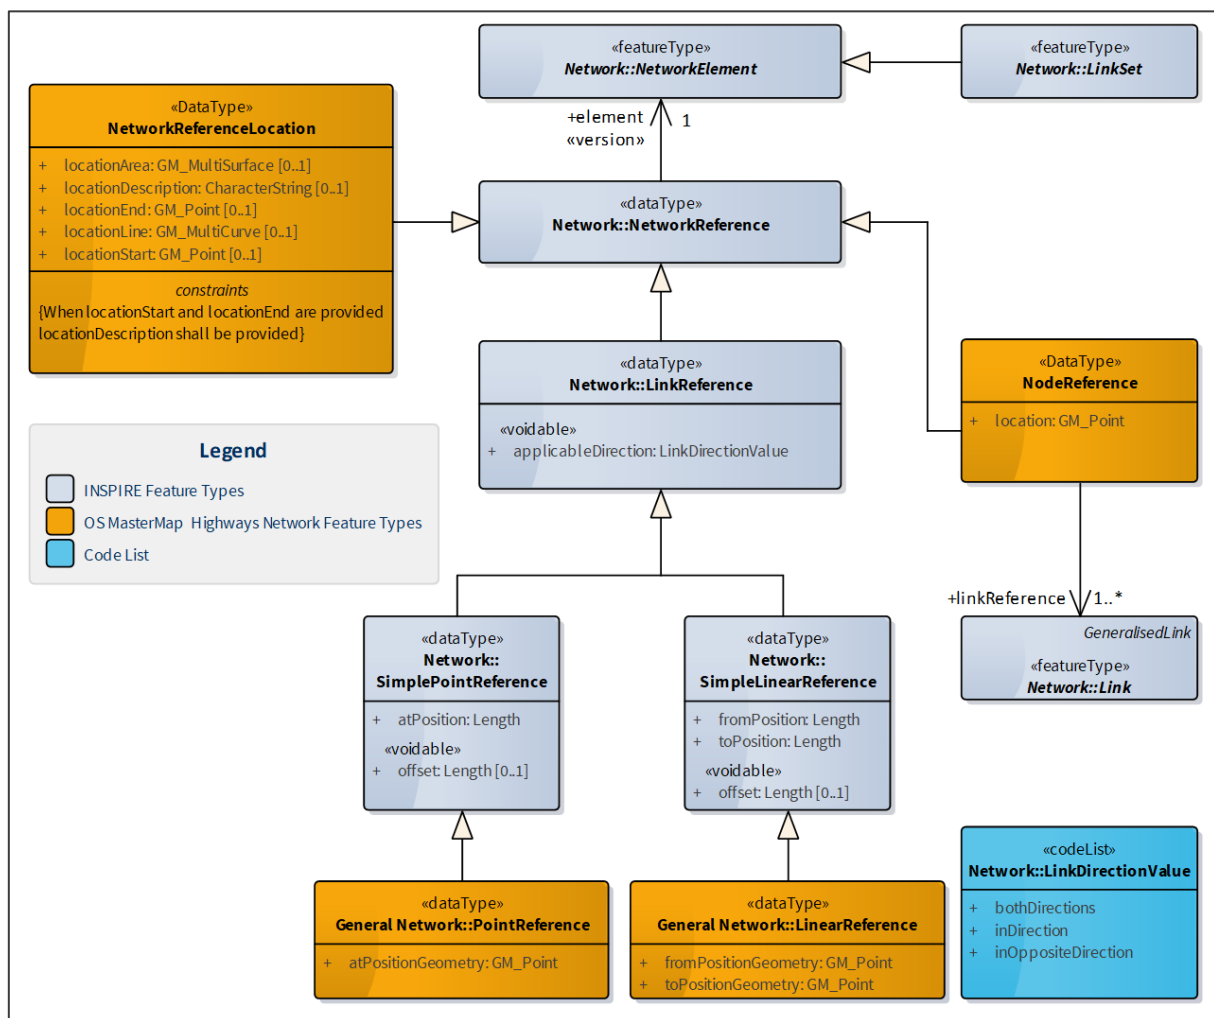 «featureType»
Network::NetworkElement
«featureType»
Network::LinkSet
+element
«version»
1
«DataType»
NetworkReferenceLocation
+ locationArea: GM_MultiSurface [0..1]
+ locationDescription: CharacterString [0..1]
+ locationEnd: GM_Point [0..1]
+ locationLine: GM_MultiCurve [0..1]
+ locationStart: GM_Point [0..1]
constraints
{When locationStart and locationEnd are provided
locationDescription shall be provided}
«dataType»
Network::NetworkReference
«dataType»
Network::LinkReference
«voidable»
+ applicableDirection: LinkDirectionValue
«DataType»
NodeReference
+ location: GM_Point
Legend
INSPIRE Feature Types
OS MasterMap Highways Network Feature Types
Code List
+linkReference
1..*
GeneralisedLink
«featureType»
Network::Link
«dataType»
Network::
SimplePointReference
+ atPosition: Length
«voidable»
+ offset: Length [0..1]
«dataType»
Network::
SimpleLinearReference
+ fromPosition: Length
+ toPosition: Length
«voidable»
+ offset: Length [0..1]
«dataType»
General Network::PointReference
+ atPositionGeometry: GM_Point
«dataType»
General Network::LinearReference
+ fromPositionGeometry: GM_Point
+ toPositionGeometry: GM_Point
«codeList»
Network::LinkDirectionValue
+ bothDirections
+ inDirection
+ inOppositeDirection